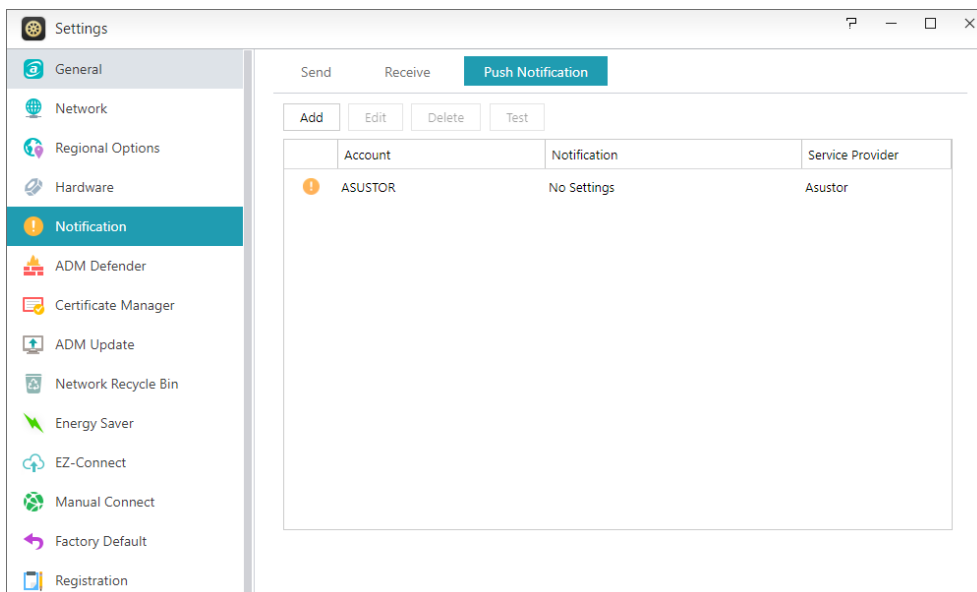 Settings
General
Network
Regional Options
Hardware
Notification
ADM Defender
Certificate Manager
ADM Update
Network Recycle Bin
Energy Saver
EZ-Connect
Manual Connect
Factory Default
Registration
Send Receive Push Notification
Add Edit Delete Test
Account Notification Service Provider
ASUSTOR No Settings Asustor